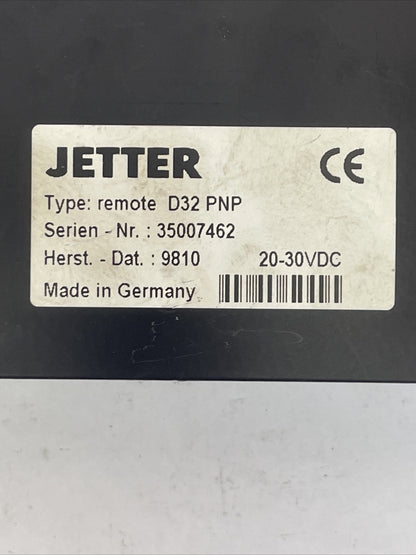 JETTER CE
Type: remote D32 PNP
Serien - Nr. : 35007462
Herst. - Dat. : 9810 20-30VDC
Made in Germany